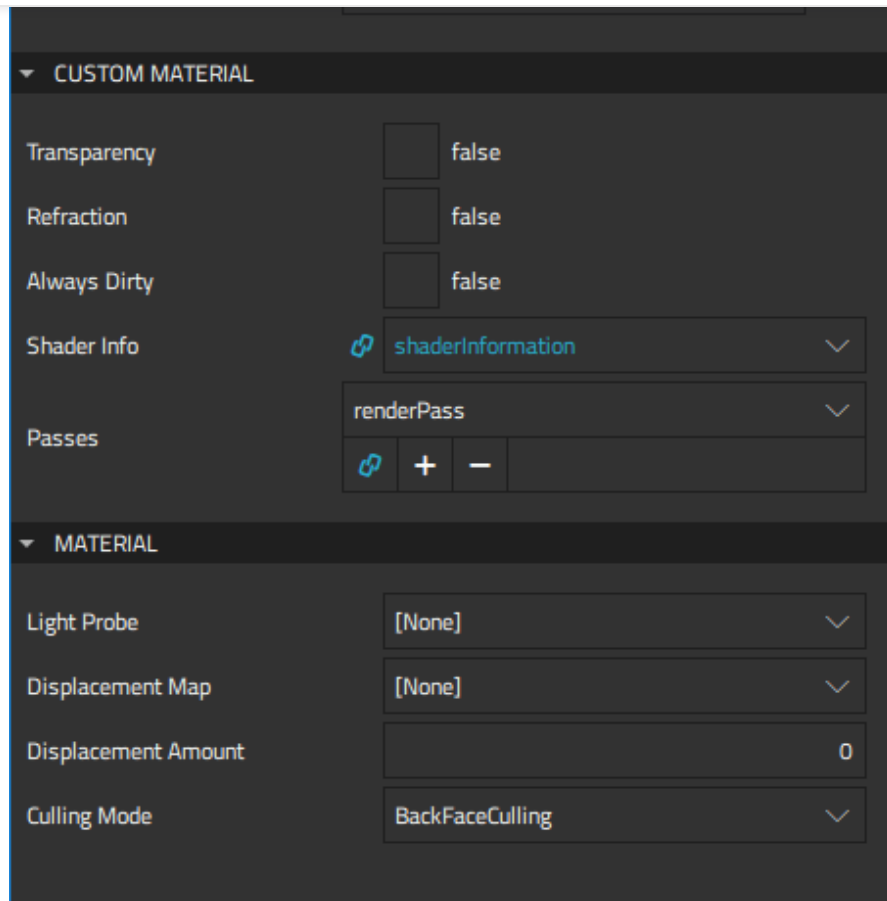 CUSTOM MATERIAL
Transparency false
Refraction false
Always Dirty false
Shader Info shaderInformation
Passes renderPass
MATERIAL
Light Probe [None]
Displacement Map [None]
Displacement Amount 0
Culling Mode BackFaceCulling